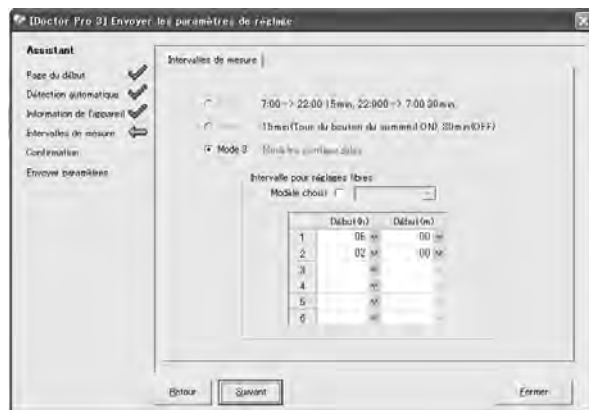 [Doctor Pro 3] Envoyer les paramètres de réglage
Assistant
Page du début
Détection automatique
Information de l'appareil
Intervalles de mesure
Confirmation
Envoyer paramètres
Intervalles de mesure
7:00 -> 22:00 15min, 22:000 -> 7:00 30min,
15min(Tour du bouton du sommeil ON) 30min(OFF)
Mode 3
Intervalle pour réglages libres
Modèle choisi
Début(h) Début(m)
1 06 00
2 02 00
3
4
5
6
Retour Suivant Fermer